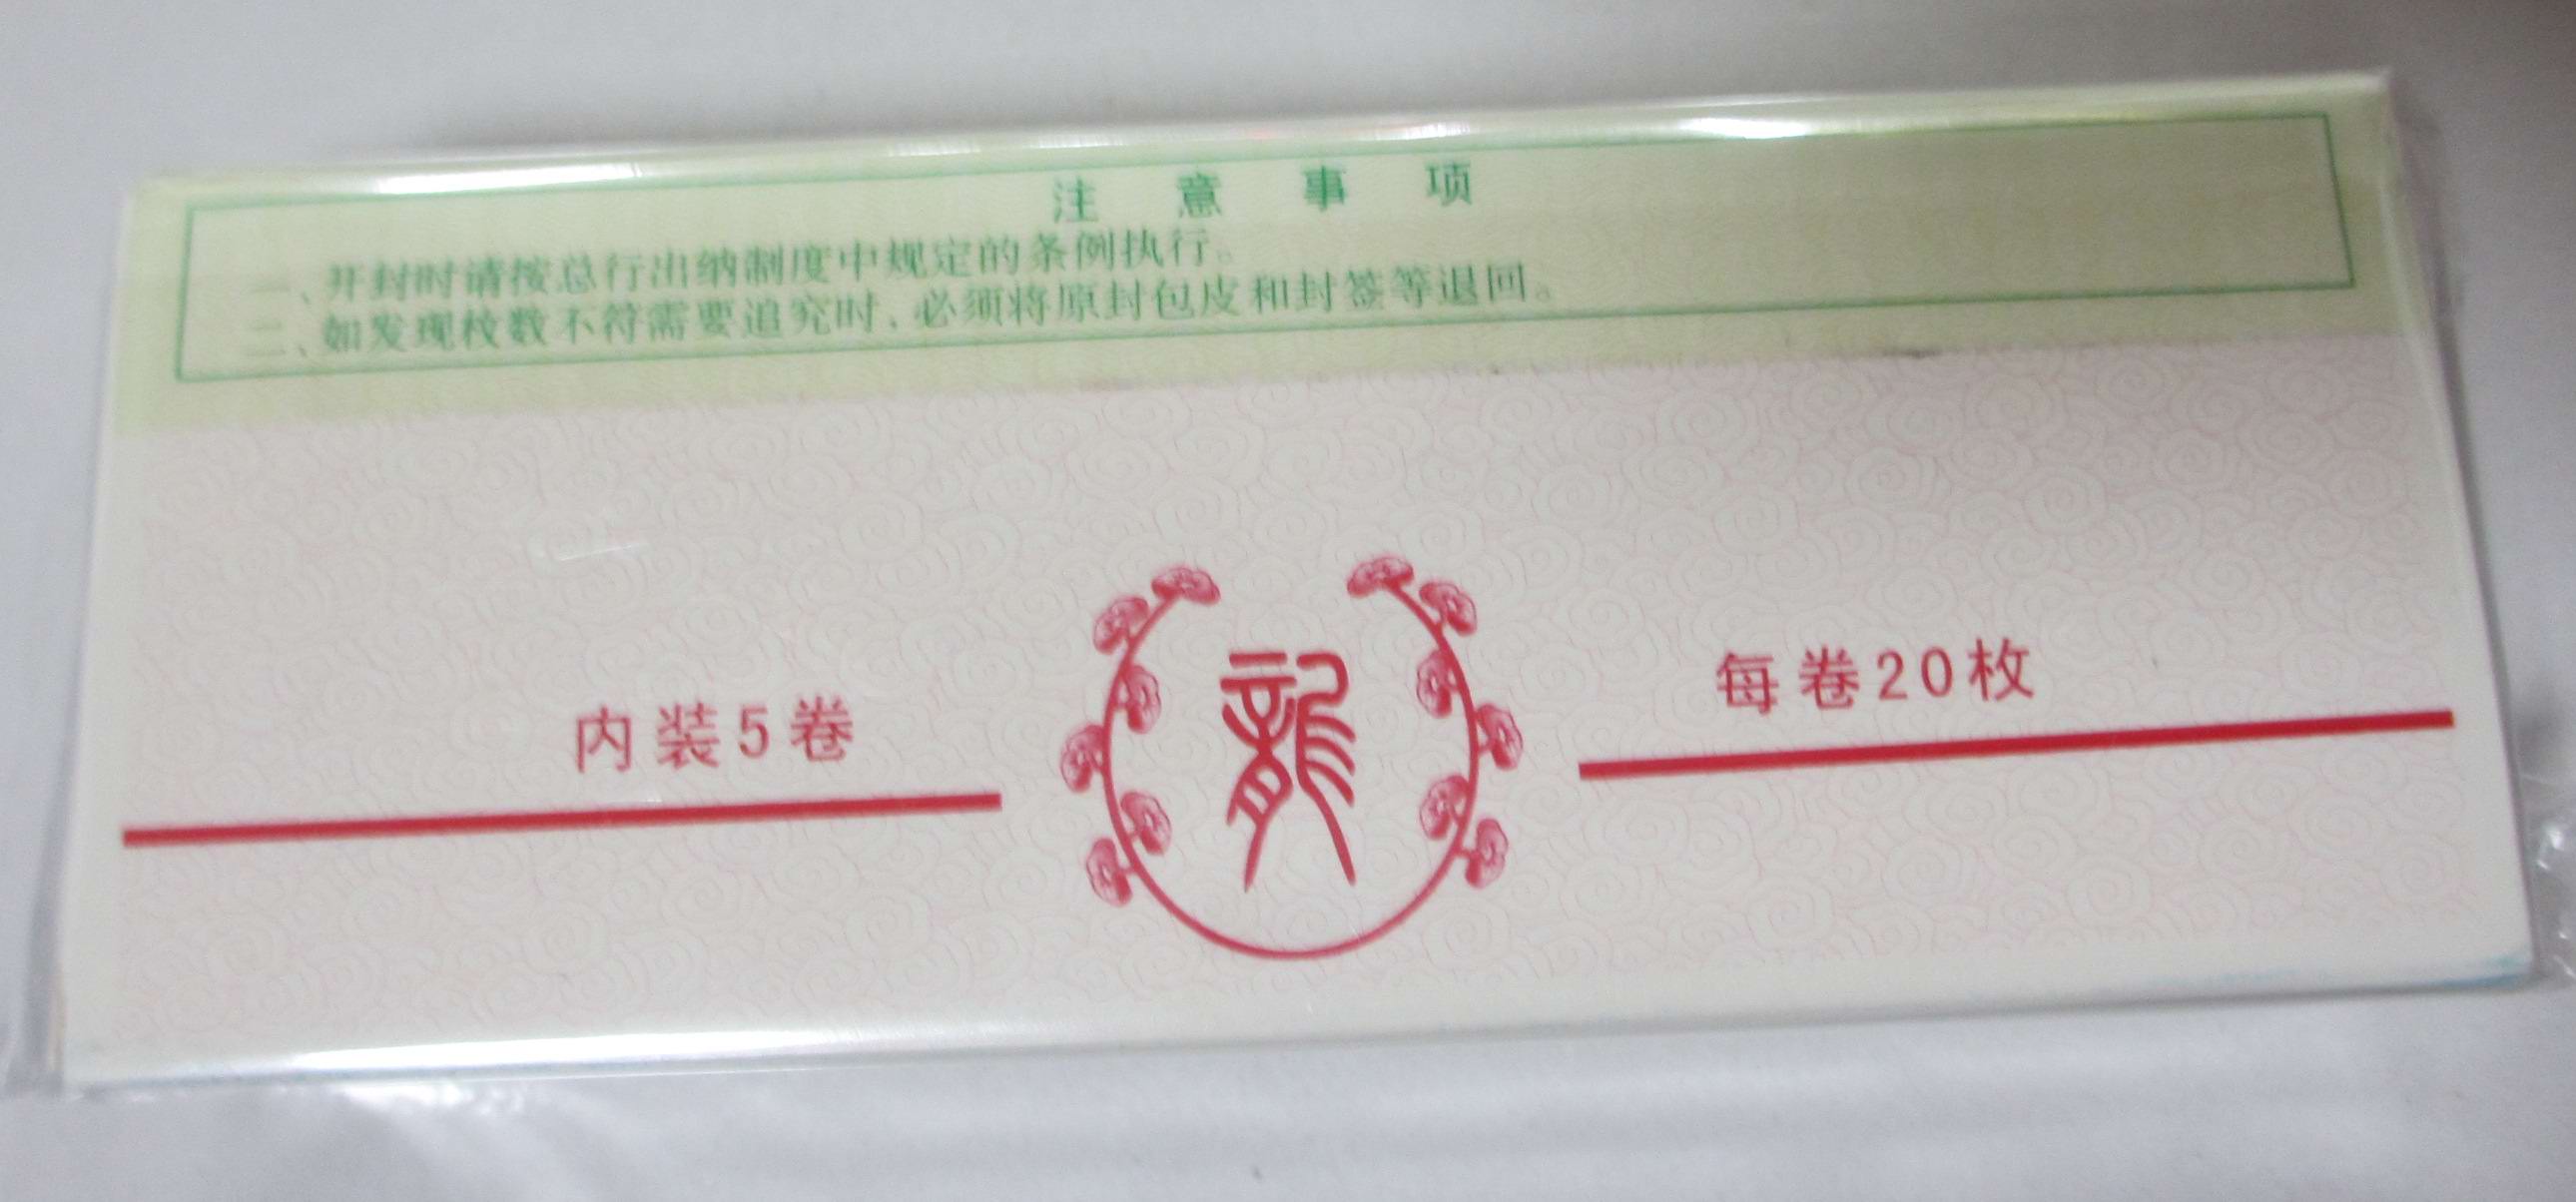 注意事项
一、开封时请按总行出纳制度中规定的条例执行。
二、如发现枚数不符需要追究时，必须将原封包皮和封签等退回。
内装5卷
龍
每卷20枚